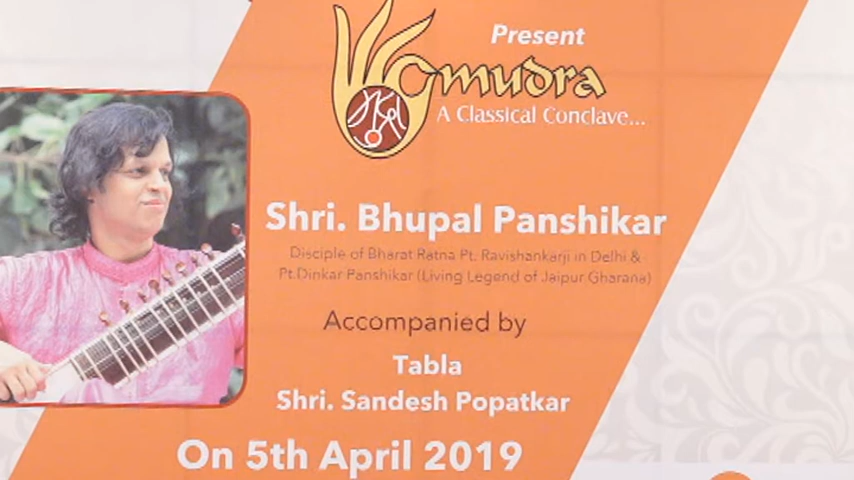 Present
omudra
A Classical Conclave...
Shri. Bhupal Panshikar
Disciple of Bharat Ratna Pt. Ravishankarji in Delhi &
Pt.Dinkar Panshikar (Living Legend of Jaipur Gharana)
Accompanied by
Tabla
Shri. Sandesh Popatkar
On 5th April 2019